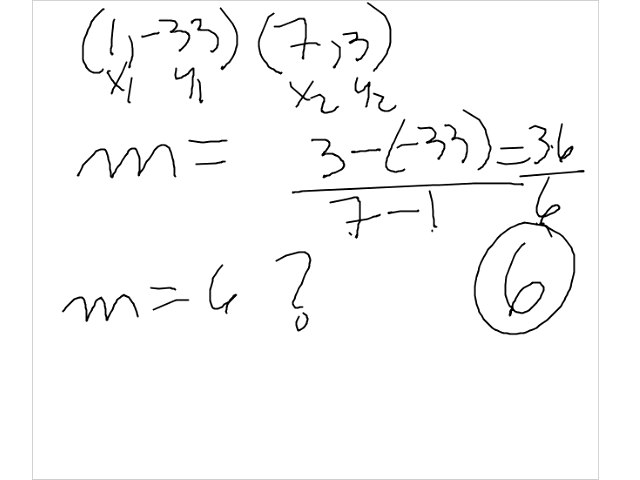 (1,-33) (7,3)
x₁ y₁ x₂ y₂
m = 3-(-33) = 36
7-1 6
m = 6 ? 6